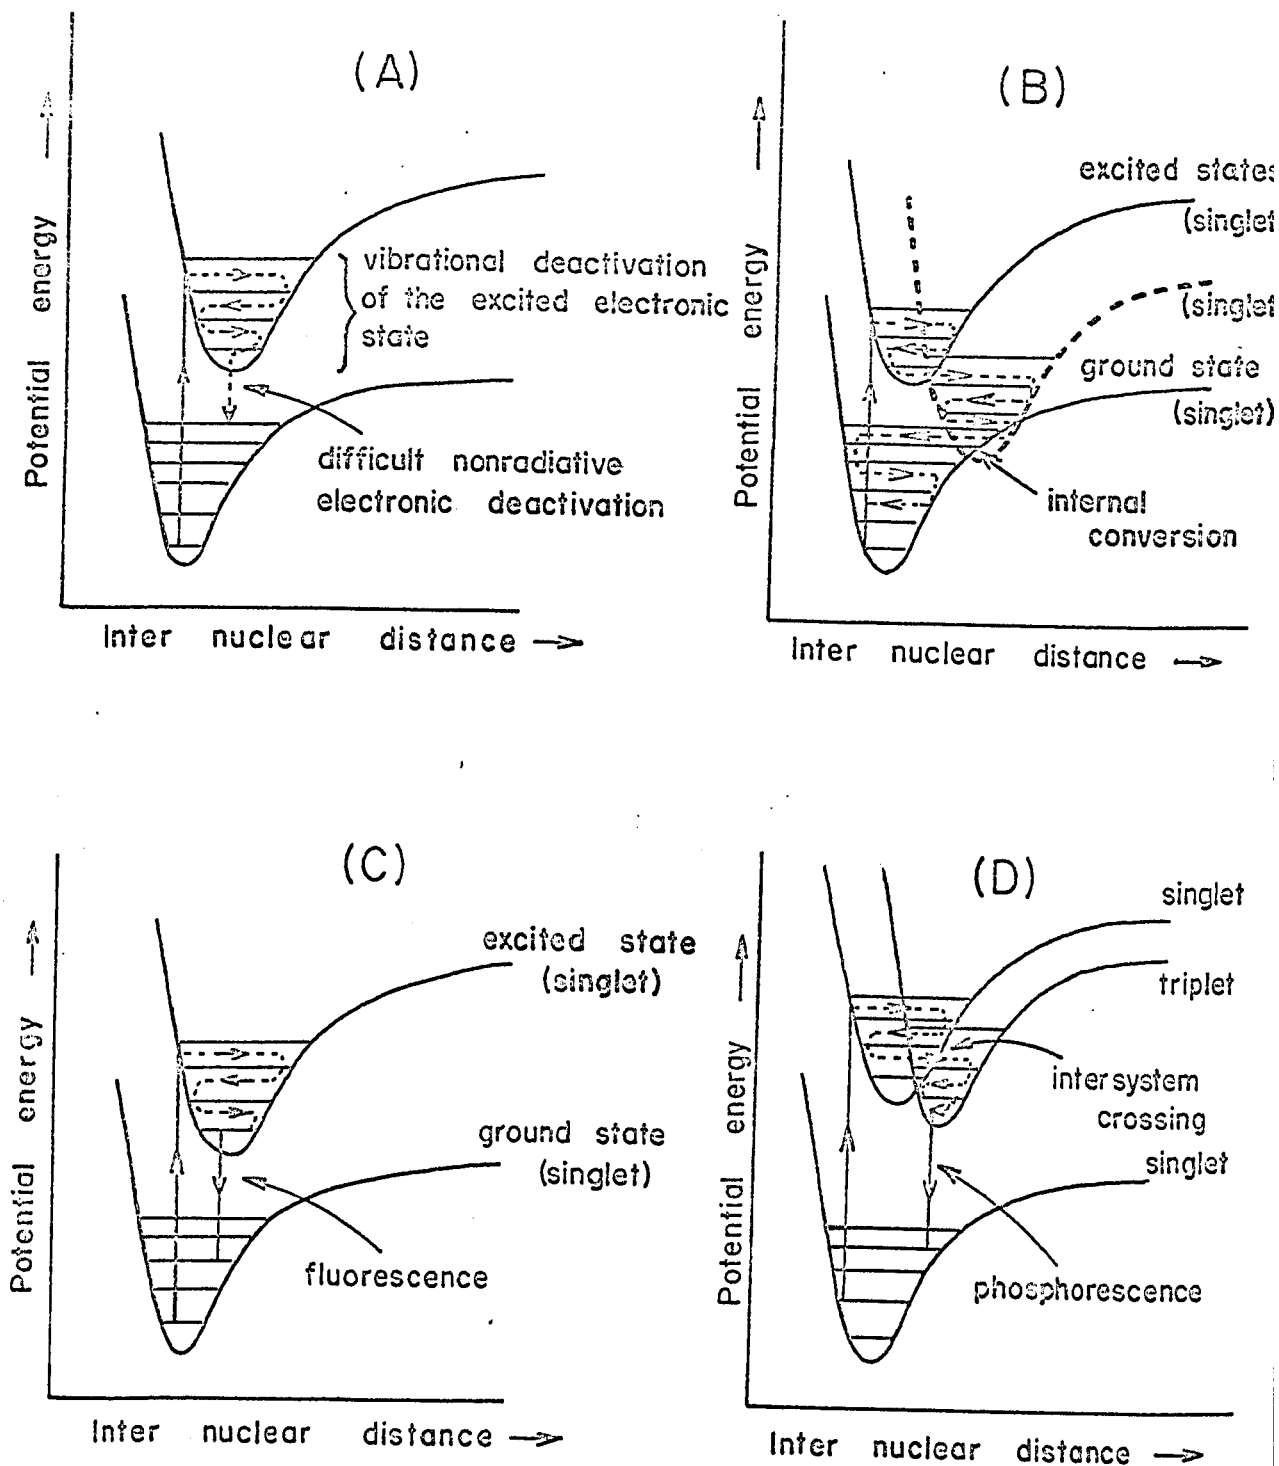 (A)
Potential energy
vibrational deactivation
of the excited electronic
state
difficult nonradiative
electronic deactivation
Inter nuclear distance
(B)
Potential energy
excited states
(singlet
(singlet
ground state
(singlet)
internal
conversion
Inter nuclear distance
(C)
Potential energy
excited state
(singlet)
ground state
(singlet)
fluorescence
Inter nuclear distance
(D)
Potential energy
singlet
triplet
intersystem
crossing
singlet
phosphorescence
Inter nuclear distance